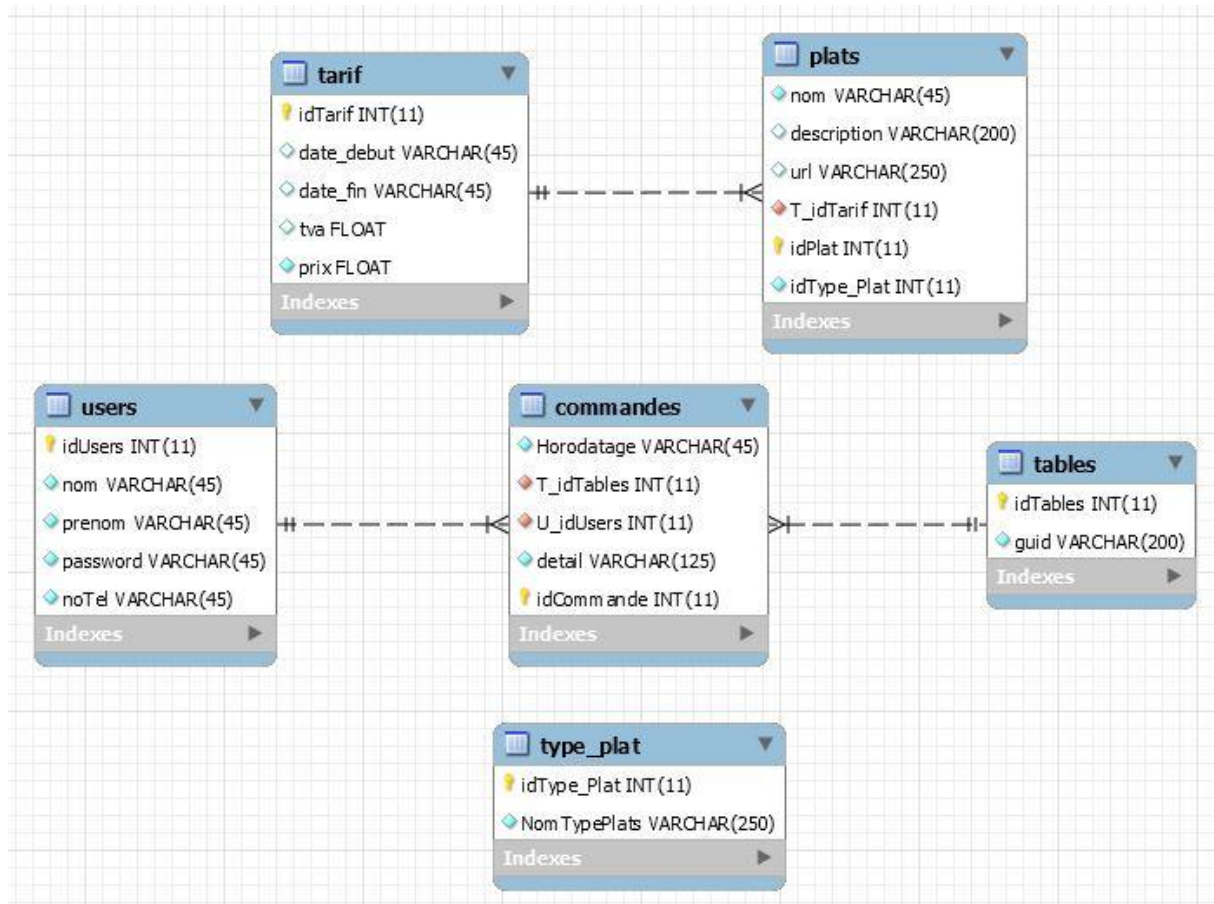 tarif
idTarif INT(11)
date_debut VARCHAR(45)
date_fin VARCHAR(45)
tva FLOAT
prix FLOAT
Indexes
plats
nom VARCHAR(45)
description VARCHAR(200)
url VARCHAR(250)
T_idTarif INT(11)
idPlat INT(11)
idType_Plat INT(11)
Indexes
users
idUsers INT(11)
nom VARCHAR(45)
prenom VARCHAR(45)
password VARCHAR(45)
noTel VARCHAR(45)
Indexes
commandes
Horodatage VARCHAR(45)
T_idTables INT(11)
U_idUsers INT(11)
detail VARCHAR(125)
idCommande INT(11)
Indexes
tables
idTables INT(11)
guid VARCHAR(200)
Indexes
type_plat
idType_Plat INT(11)
NomTypePlats VARCHAR(250)
Indexes